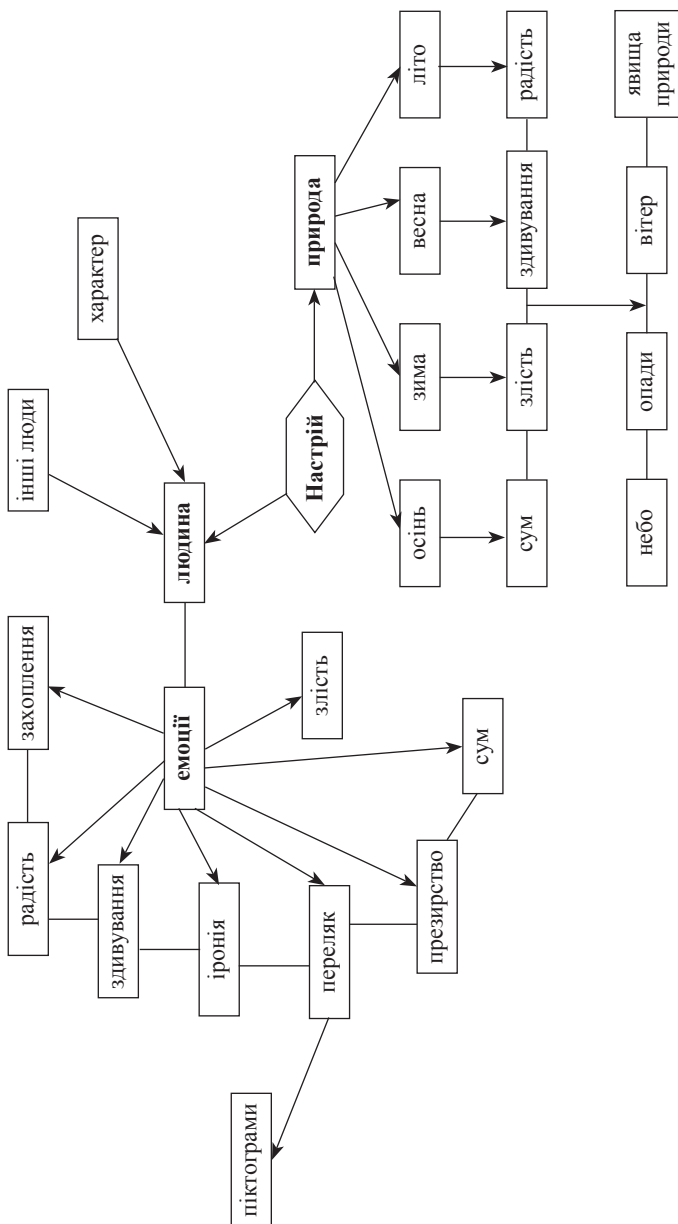 інші люди
характер
захоплення
радість
людина
емоції
здивування
іронія
переляк
презирство
злість
сум
піктограми
Настрій
природа
осінь
зима
весна
літо
сум
злість
здивування
радість
небо
опади
вітер
явища
природи